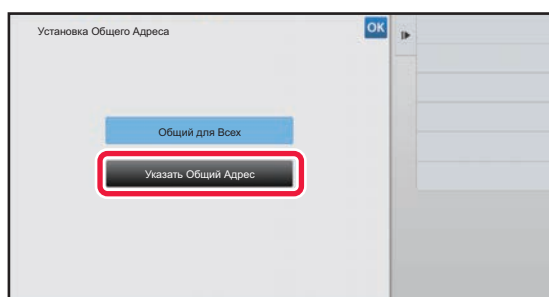 Установка Общего Адреса
OK
Общий для Всех
Указать Общий Адрес